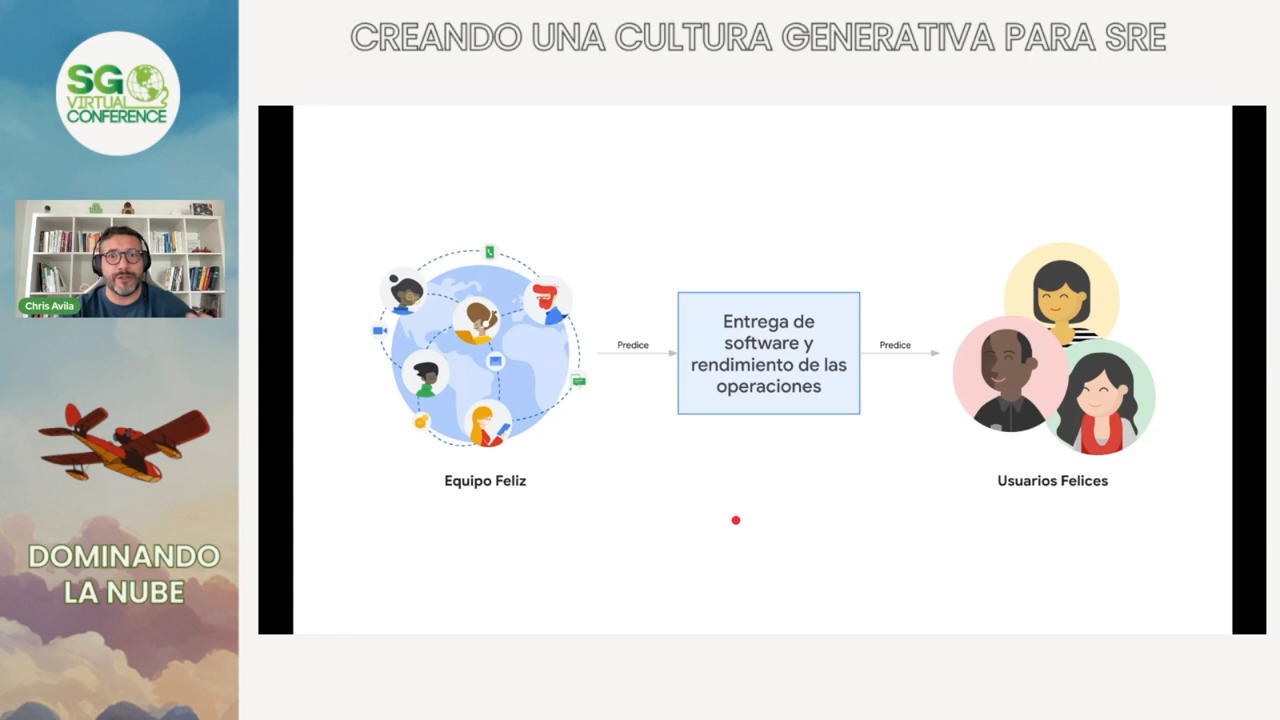 CREANDO UNA CULTURA GENERATIVA PARA SRE
SG
VIRTUAL
CONFERENCE
Chris Avila
DOMINANDO
LA NUBE
Predice
Entrega de
software y
rendimiento de las
operaciones
Predice
Equipo Feliz
Usuarios Felices